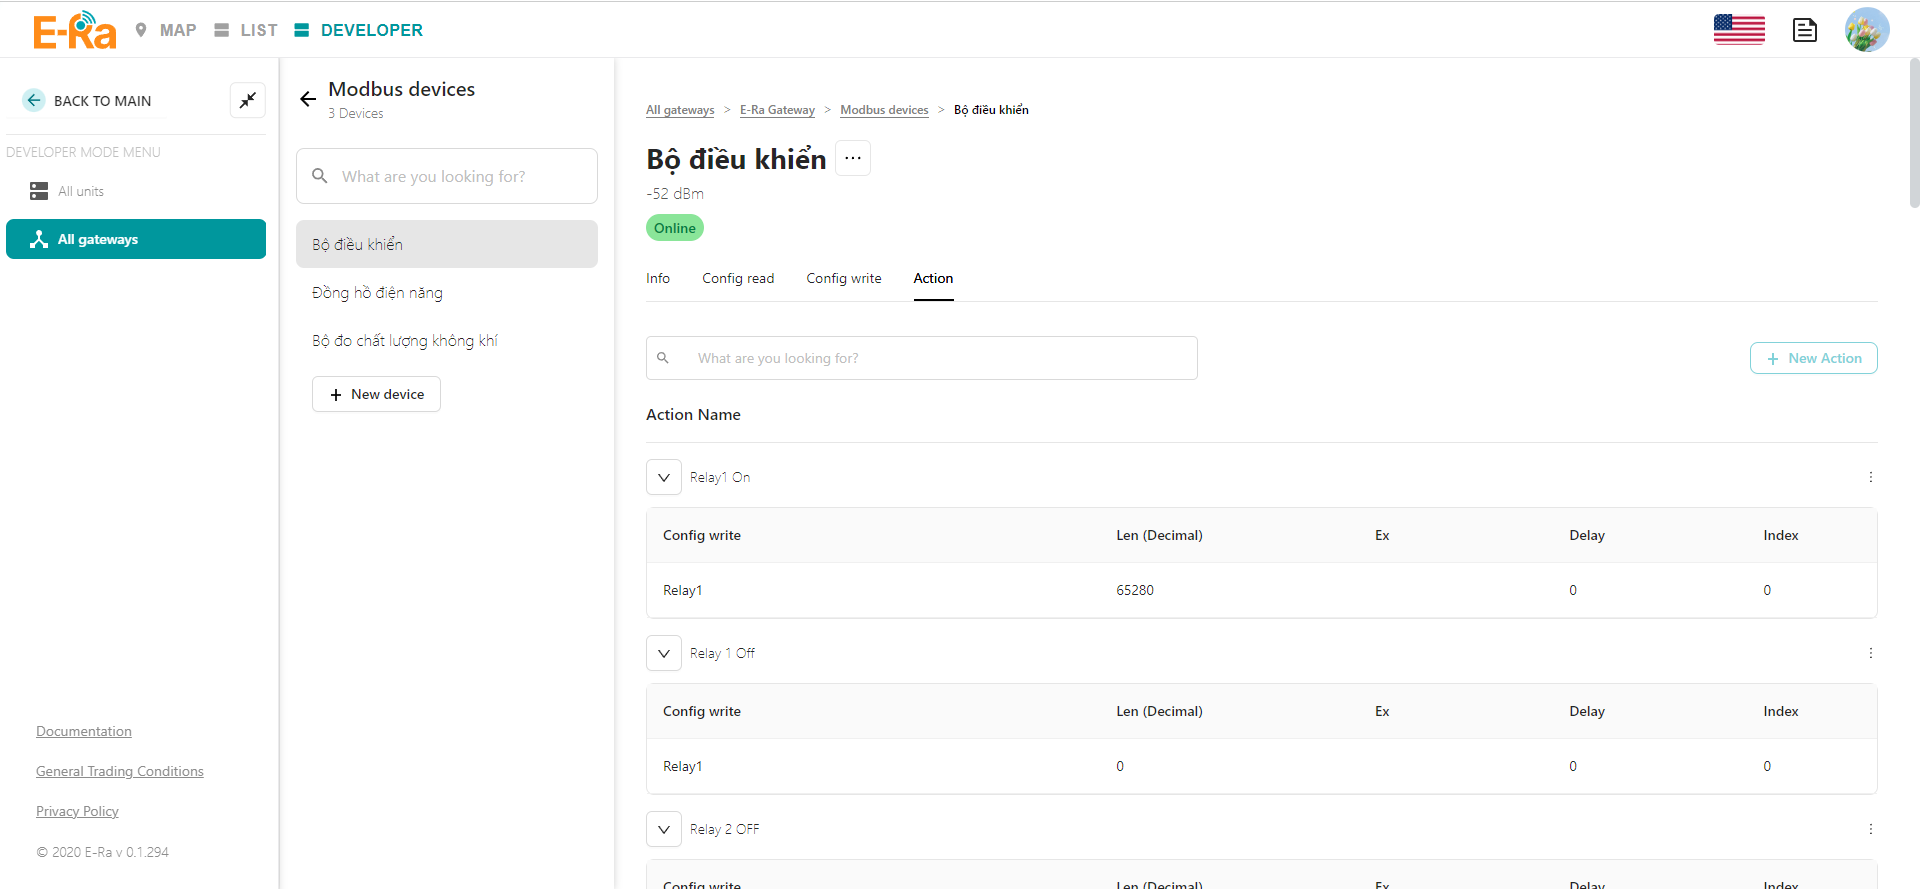 E-Ra MAP LIST DEVELOPER
BACK TO MAIN
DEVELOPER MODE MENU
All units
All gateways
Documentation
General Trading Conditions
Privacy Policy
© 2020 E-Ra v 0.1.294
Modbus devices
3 Devices
What are you looking for?
Bộ điều khiển
Đồng hồ điện năng
Bộ đo chất lượng không khí
+ New device
All gateways > E-Ra Gateway > Modbus devices > Bộ điều khiển
Bộ điều khiển ...
-52 dBm
Online
Info Config read Config write Action
What are you looking for? + New Action
Action Name
Relay1 On
Config write Len (Decimal) Ex Delay Index
Relay1 65280 0 0
Relay 1 Off
Config write Len (Decimal) Ex Delay Index
Relay1 0 0 0
Relay 2 OFF
Config write Len (Decimal) Ex Delay Index